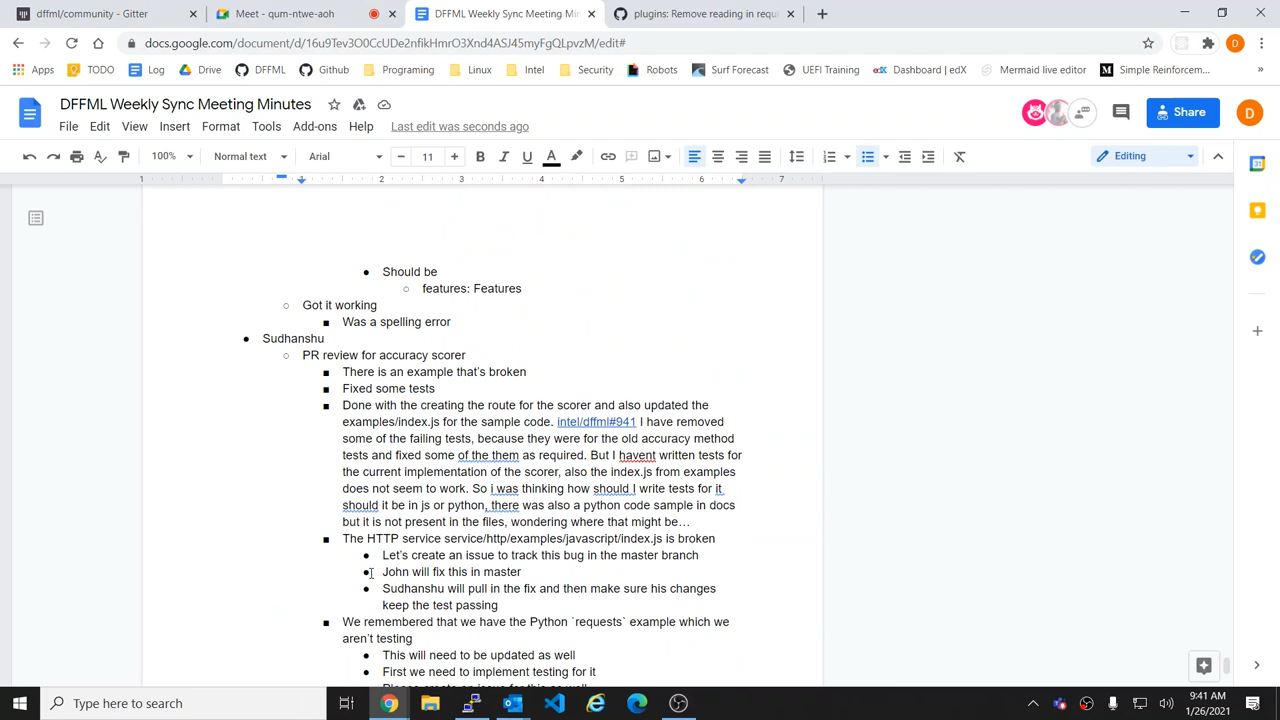 dffml/community - Gitter
Meet - qum-ntwe-aoh
DFFML Weekly Sync Meeting Min
plugins: Remove reading in requ
docs.google.com/document/d/16u9Tev3O0CcUDe2nfikHmrO3Xnd4ASJ45myFgQLpvzM/edit#
Apps
TODO
Log
Drive
DFFML
Github
Programing
Linux
Intel
Security
Robots
Surf Forecast
UEFI Training
Dashboard | edX
Mermaid live editor
Simple Reinforcem...
DFFML Weekly Sync Meeting Minutes
File Edit View Insert Format Tools Add-ons Help Last edit was seconds ago
Share
D
100% Normal text Arial 11 Editing
1 1 2 3 4 5 6 7
Should be
features: Features
Got it working
Was a spelling error
Sudhanshu
PR review for accuracy scorer
There is an example that's broken
Fixed some tests
Done with the creating the route for the scorer and also updated the
examples/index.js for the sample code. intel/dffml#941 I have removed
some of the failing tests, because they were for the old accuracy method
tests and fixed some of the them as required. But I havent written tests for
the current implementation of the scorer, also the index.js from examples
does not seem to work. So i was thinking how should I write tests for it
should it be in js or python, there was also a python code sample in docs
but it is not present in the files, wondering where that might be…
The HTTP service service/http/examples/javascript/index.js is broken
Let's create an issue to track this bug in the master branch
John will fix this in master
Sudhanshu will pull in the fix and then make sure his changes
keep the test passing
We remembered that we have the Python `requests` example which we
aren't testing
This will need to be updated as well
First we need to implement testing for it
Type here to search
9:41 AM
1/26/2021